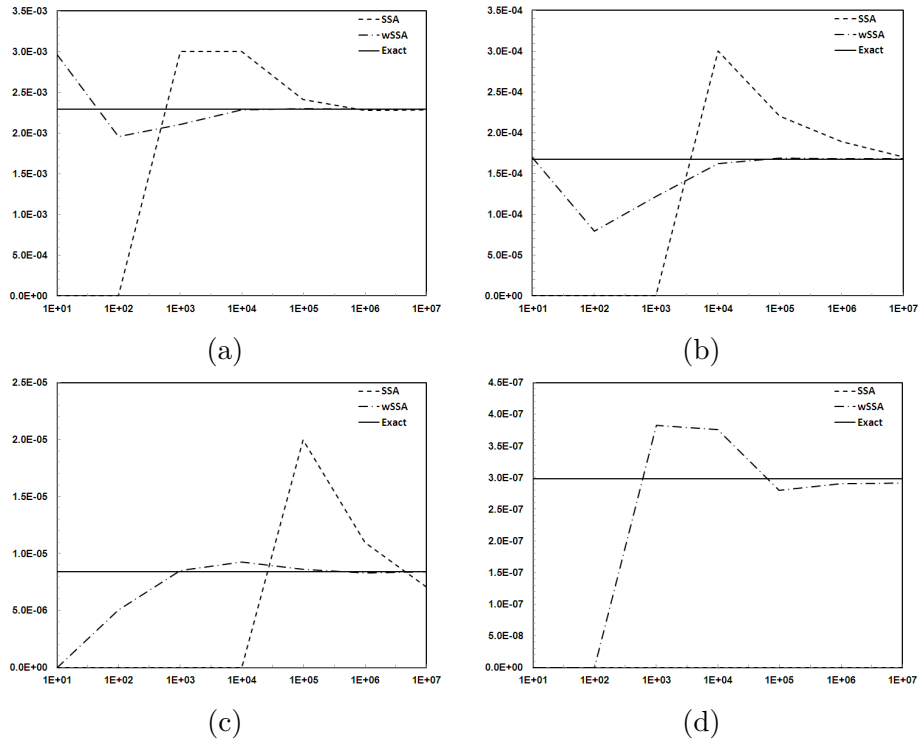 3.5E-03
3.0E-03
2.5E-03
2.0E-03
1.5E-03
1.0E-03
5.0E-04
0.0E+00
SSA
wSSA
Exact
1E+01 1E+02 1E+03 1E+04 1E+05 1E+06 1E+07
(a)
3.5E-04
3.0E-04
2.5E-04
2.0E-04
1.5E-04
1.0E-04
5.0E-05
0.0E+00
SSA
wSSA
Exact
1E+01 1E+02 1E+03 1E+04 1E+05 1E+06 1E+07
(b)
2.5E-05
2.0E-05
1.5E-05
1.0E-05
5.0E-06
0.0E+00
SSA
wSSA
Exact
1E+01 1E+02 1E+03 1E+04 1E+05 1E+06 1E+07
(c)
4.5E-07
4.0E-07
3.5E-07
3.0E-07
2.5E-07
2.0E-07
1.5E-07
1.0E-07
5.0E-08
0.0E+00
SSA
wSSA
Exact
1E+01 1E+02 1E+03 1E+04 1E+05 1E+06 1E+07
(d)